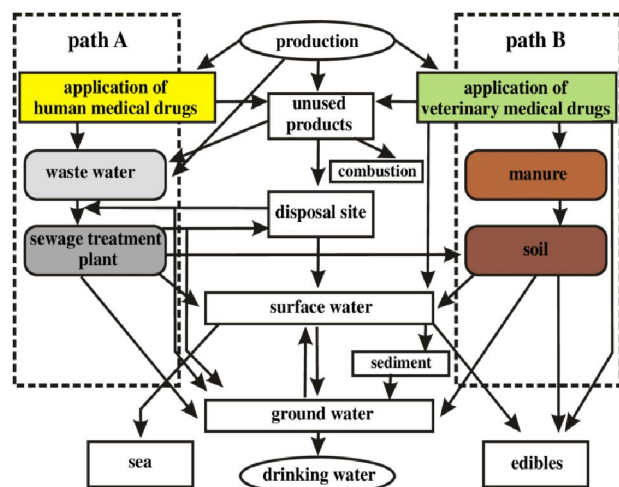 path A
production
path B
application of
human medical drugs
unused
products
application of
veterinary medical drugs
waste water
combustion
manure
disposal site
sewage treatment
plant
soil
surface water
sediment
ground water
sea
drinking water
edibles